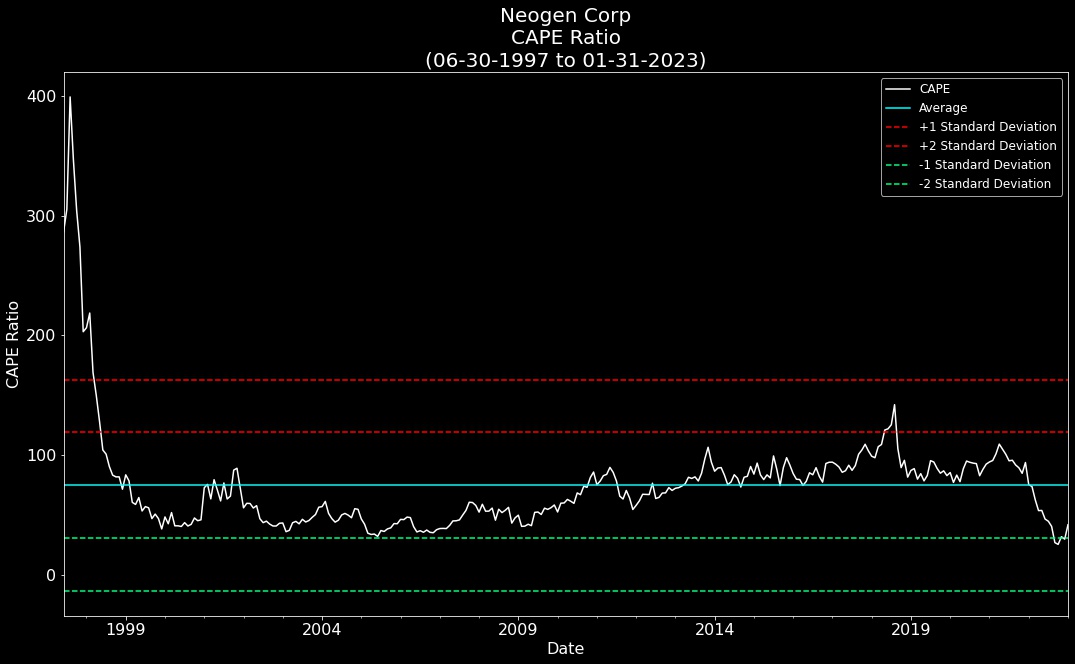 Neogen Corp
CAPE Ratio
(06-30-1997 to 01-31-2023)
CAPE
Average
+1 Standard Deviation
+2 Standard Deviation
-1 Standard Deviation
-2 Standard Deviation
CAPE Ratio
400
300
200
100
0
1999
2004
2009
2014
2019
Date